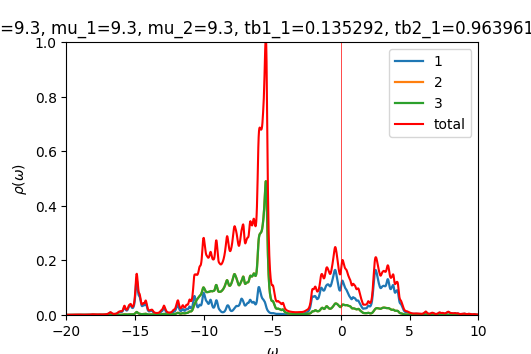 =9.3, mu_1=9.3, mu_2=9.3, tb1_1=0.135292, tb2_1=0.963961
1.0
0.8
0.6
0.4
0.2
0.0
ρ(ω)
1
2
3
total
−20 −15 −10 −5 0 5 10
ω